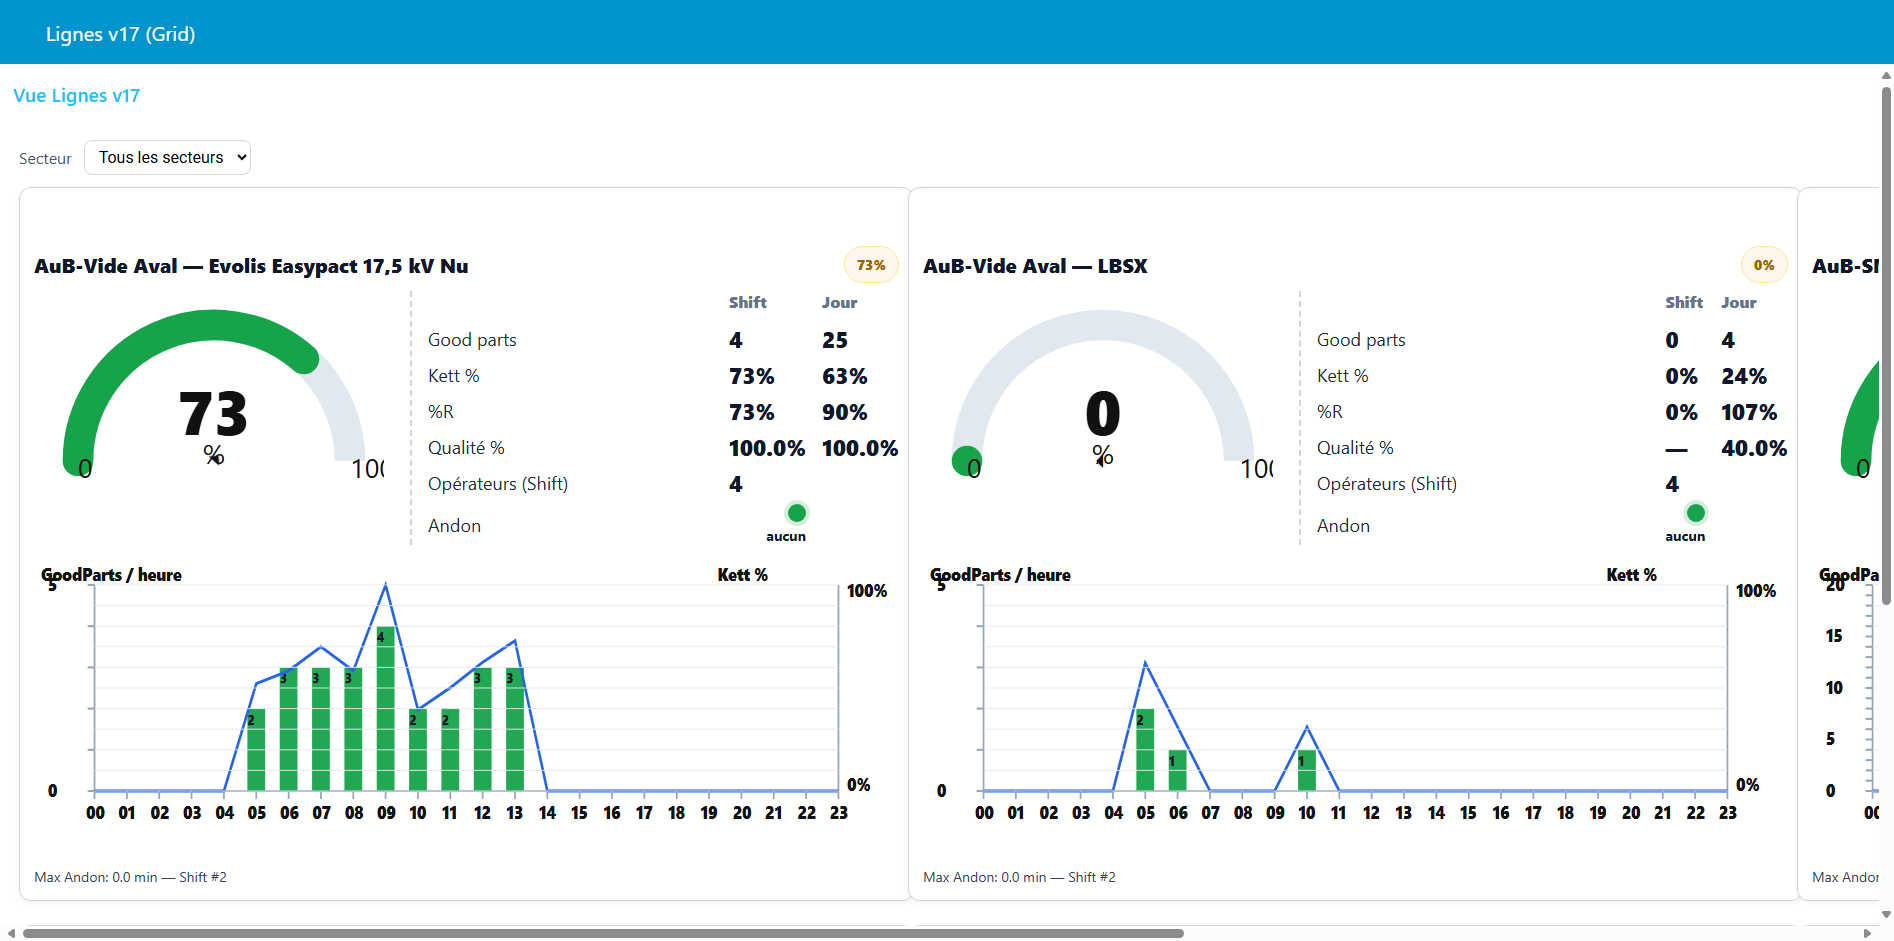 Lignes v17 (Grid)
Vue Lignes v17
Secteur Tous les secteurs
AuB-Vide Aval — Evolis Easypact 17,5 kV Nu 73%
Shift Jour
Good parts 4 25
Kett % 73% 63%
%R 73% 90%
Qualité % 100.0% 100.0%
Opérateurs (Shift) 4
Andon
aucun
73
%
0 100
GoodParts / heure Kett %
5 100%
4
3 3 3 3 3
2 2 2
0 0%
00 01 02 03 04 05 06 07 08 09 10 11 12 13 14 15 16 17 18 19 20 21 22 23
Max Andon: 0.0 min — Shift #2
AuB-Vide Aval — LBSX 0%
Shift Jour
Good parts 0 4
Kett % 0% 24%
%R 0% 107%
Qualité % — 40.0%
Opérateurs (Shift) 4
Andon
aucun
0
%
0 100
GoodParts / heure Kett %
5 100%
2
1 1
0 0%
00 01 02 03 04 05 06 07 08 09 10 11 12 13 14 15 16 17 18 19 20 21 22 23
Max Andon: 0.0 min — Shift #2
0
GoodPa
20
15
10
5
0
Max Andor